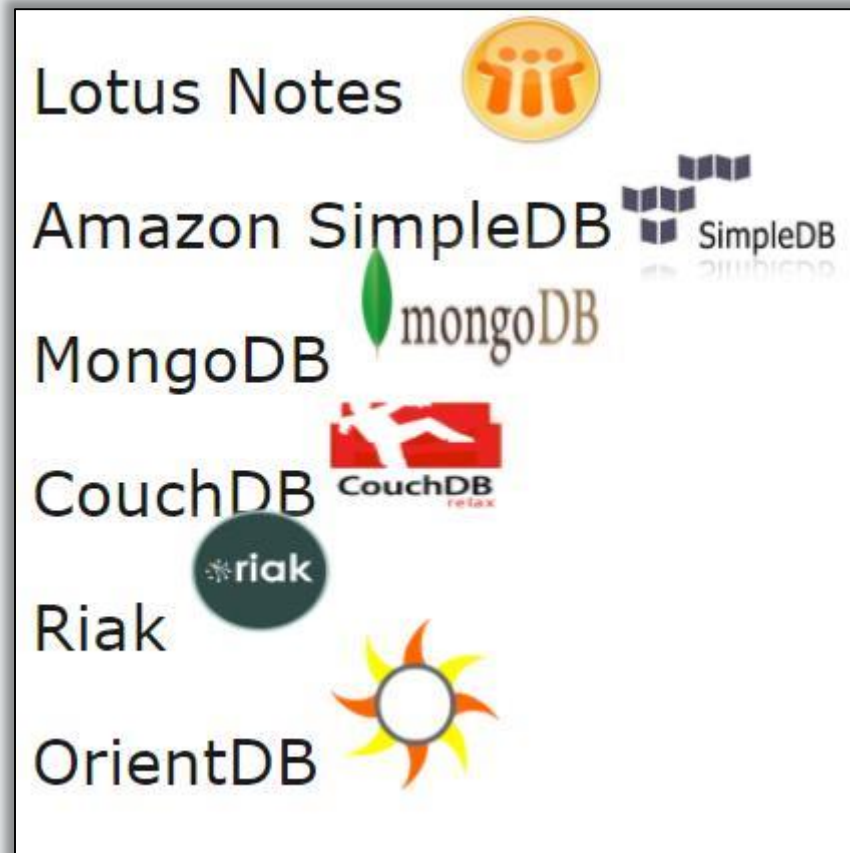 Lotus Notes
Amazon SimpleDB
SimpleDB
mongoDB
MongoDB
CouchDB
CouchDB
relax
riak
Riak
OrientDB